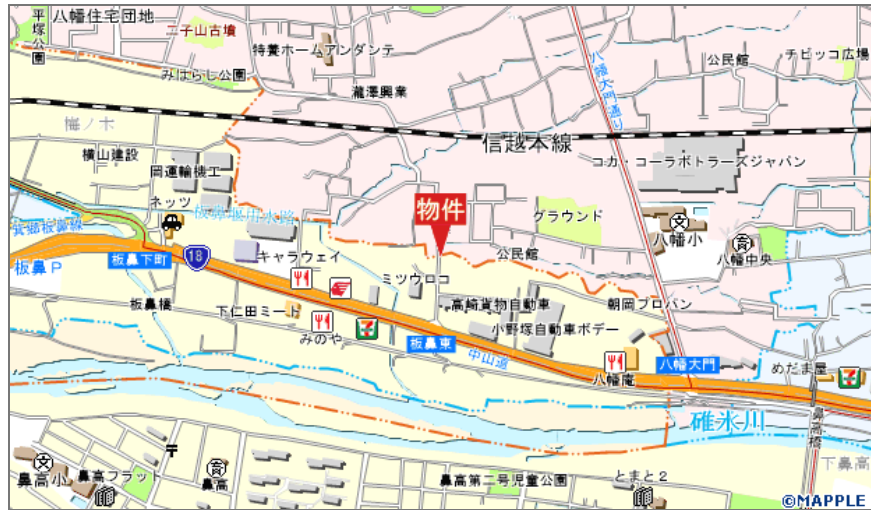 平塚公園
八幡住宅団地
二子山古墳
特養ホームアンダンテ
八幡大門通り
公民館
チビッコ広場
みはらし公園
瀧澤興業
梅ノ木
信越本線
横山建設
岡運輸機工
コカ・コーラボトラーズジャパン
ネッツ
板鼻堰用水路
物件
グラウンド
箕郷板鼻線
八幡小
八幡中央
18
公民館
板鼻P
板鼻下町
キャラウェイ
ミツウロコ
板鼻橋
下仁田ミート
高崎貨物自動車
朝岡プロパン
小野塚自動車ボデー
みのや
7
板鼻東
中山道
八幡大門
めだま屋
八幡庵
7
碓氷川
鼻高橋
下鼻高
鼻高小
鼻高フラット
鼻高
鼻高第二号児童公園
とまと2
©MAPPLE